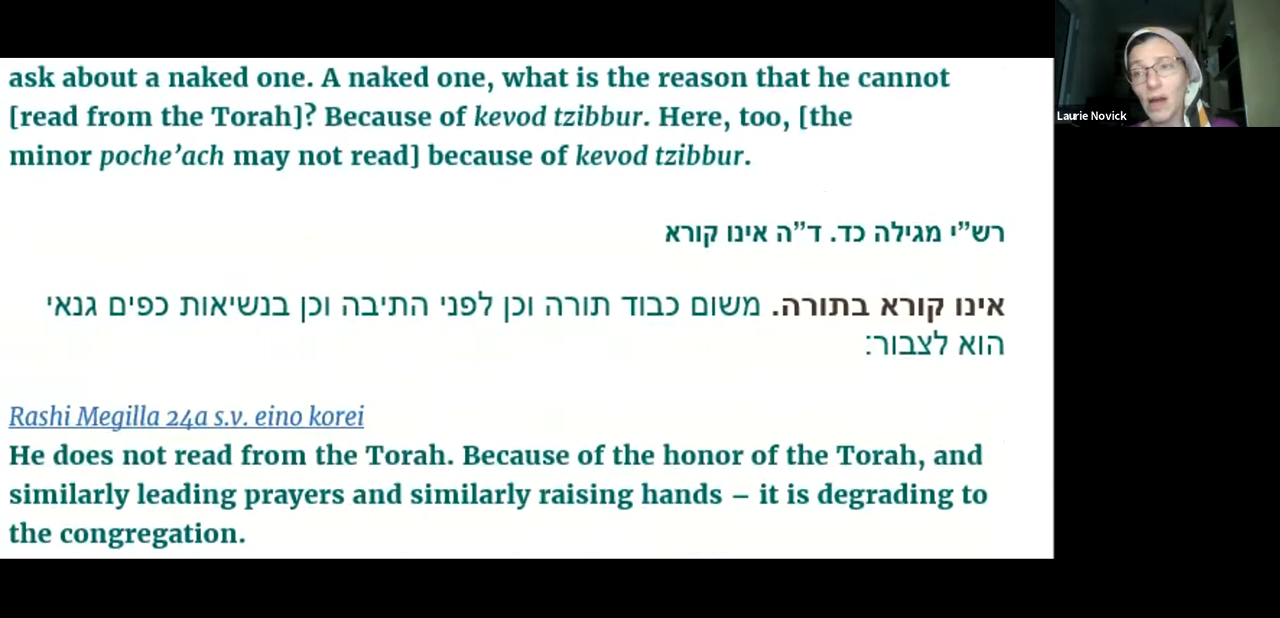 ask about a naked one. A naked one, what is the reason that he cannot
[read from the Torah]? Because of kevod tzibbur. Here, too, [the
minor poche’ach may not read] because of kevod tzibbur.
רש”י מגילה כד. ד”ה אינו קורא
אינו קורא בתורה. משום כבוד תורה וכן לפני התיבה וכן בנשיאות כפים גנאי
הוא לצבור:
Rashi Megilla 24a s.v. eino korei
He does not read from the Torah. Because of the honor of the Torah, and
similarly leading prayers and similarly raising hands – it is degrading to
the congregation.
Laurie Novick